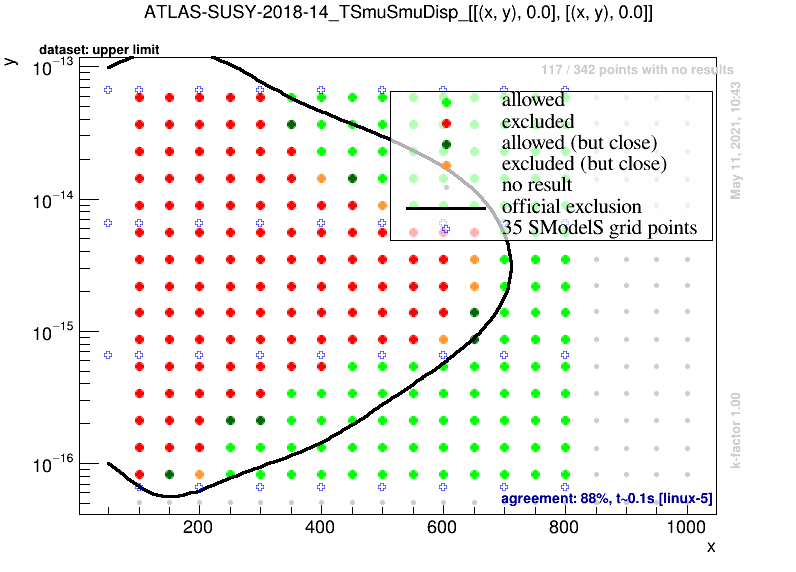 ATLAS-SUSY-2018-14_TSmuSmuDisp_[[(x, y), 0.0], [(x, y), 0.0]]
y
dataset: upper limit
117 / 342 points with no results
May 11, 2021, 10:43
k-factor 1.00
allowed
excluded
allowed (but close)
excluded (but close)
no result
official exclusion
35 SModelS grid points
10⁻¹³
10⁻¹⁴
10⁻¹⁵
10⁻¹⁶
agreement: 88%, t~0.1s [linux-5]
200 400 600 800 1000
x